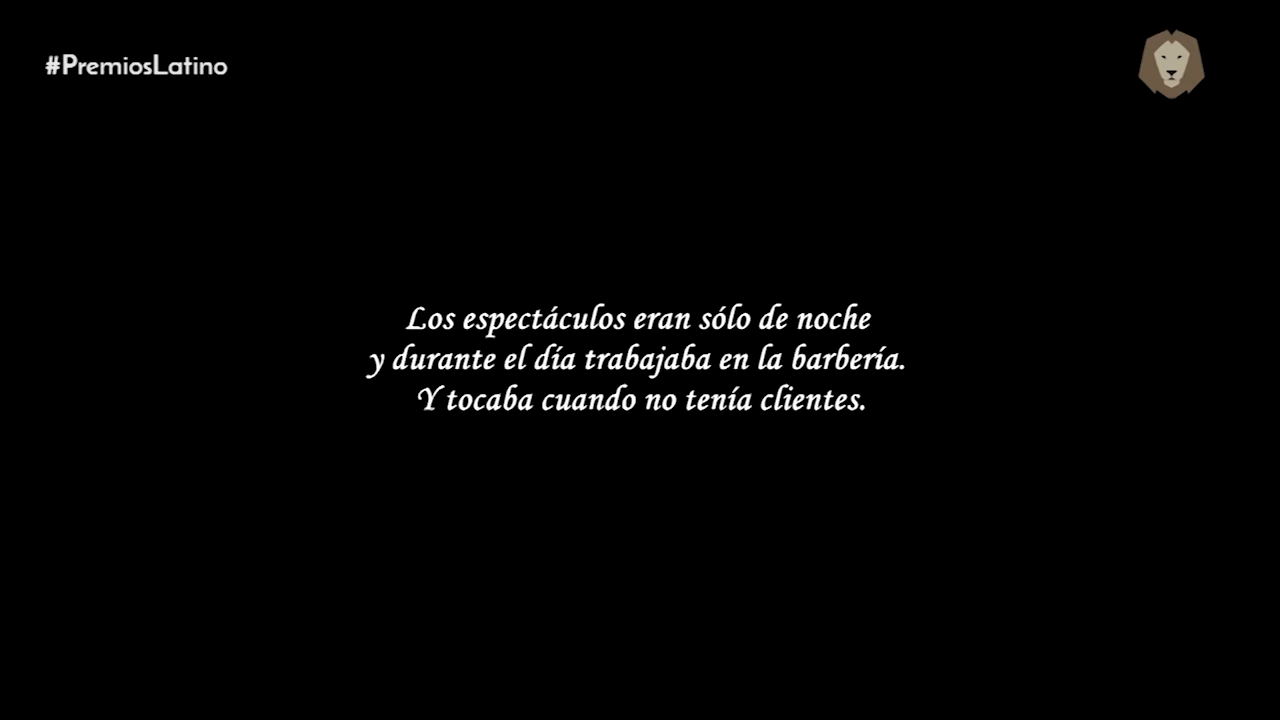 #PremiosLatino
Los espectáculos eran sólo de noche
y durante el día trabajaba en la barbería.
Y tocaba cuando no tenía clientes.